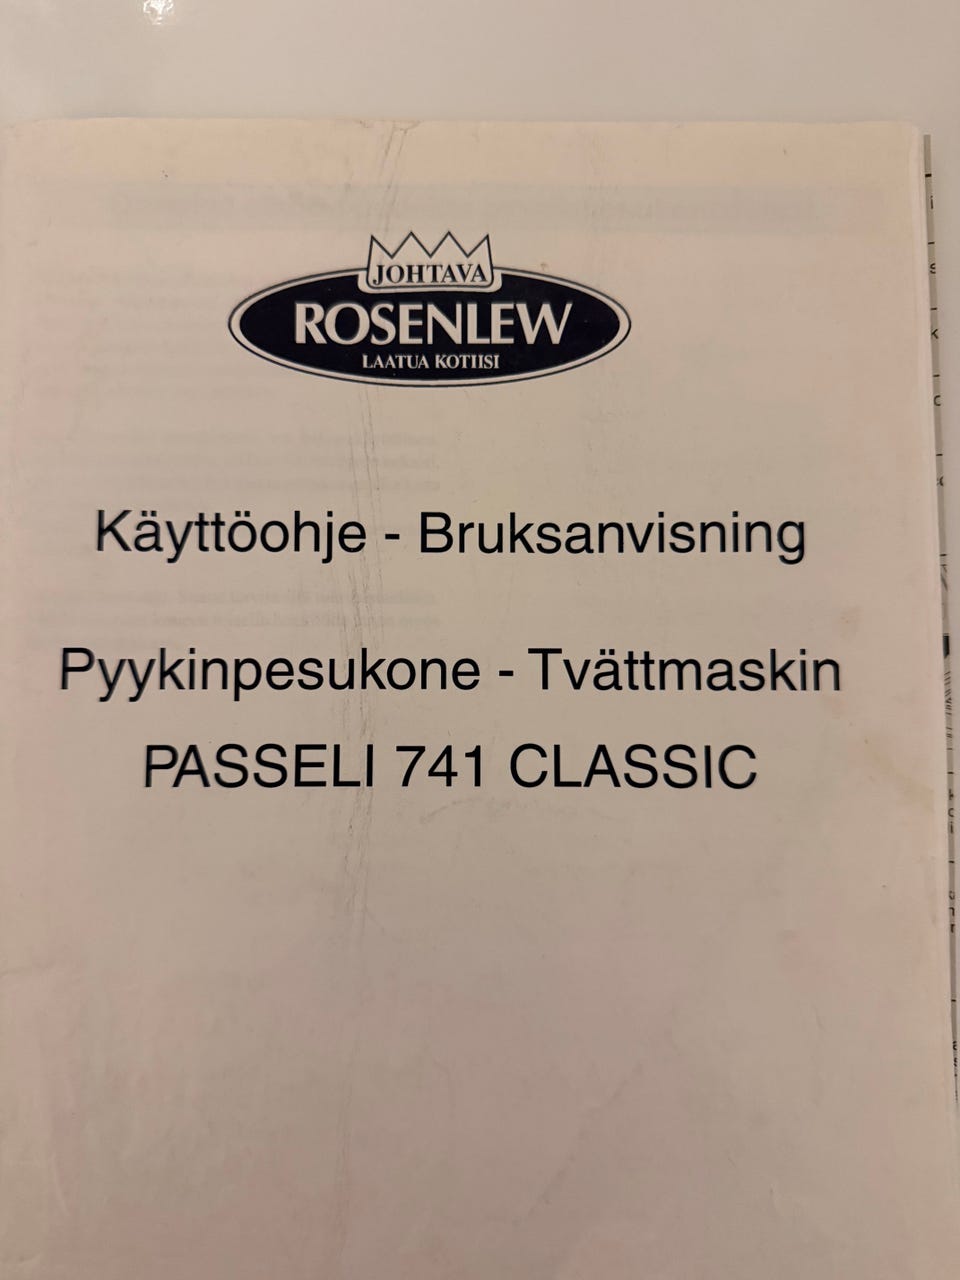 JOHTAVA
ROSENLEW
LAATUA KOTIISI
Käyttöohje - Bruksanvisning
Pyykinpesukone - Tvättmaskin
PASSELI 741 CLASSIC